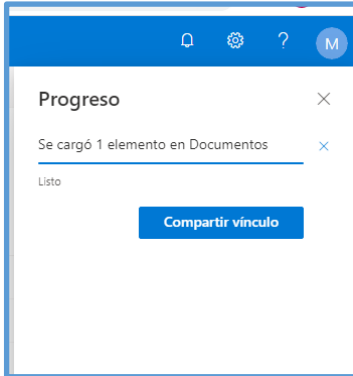 ?
M
Progreso
Se cargó 1 elemento en Documentos
Listo
Compartir vínculo